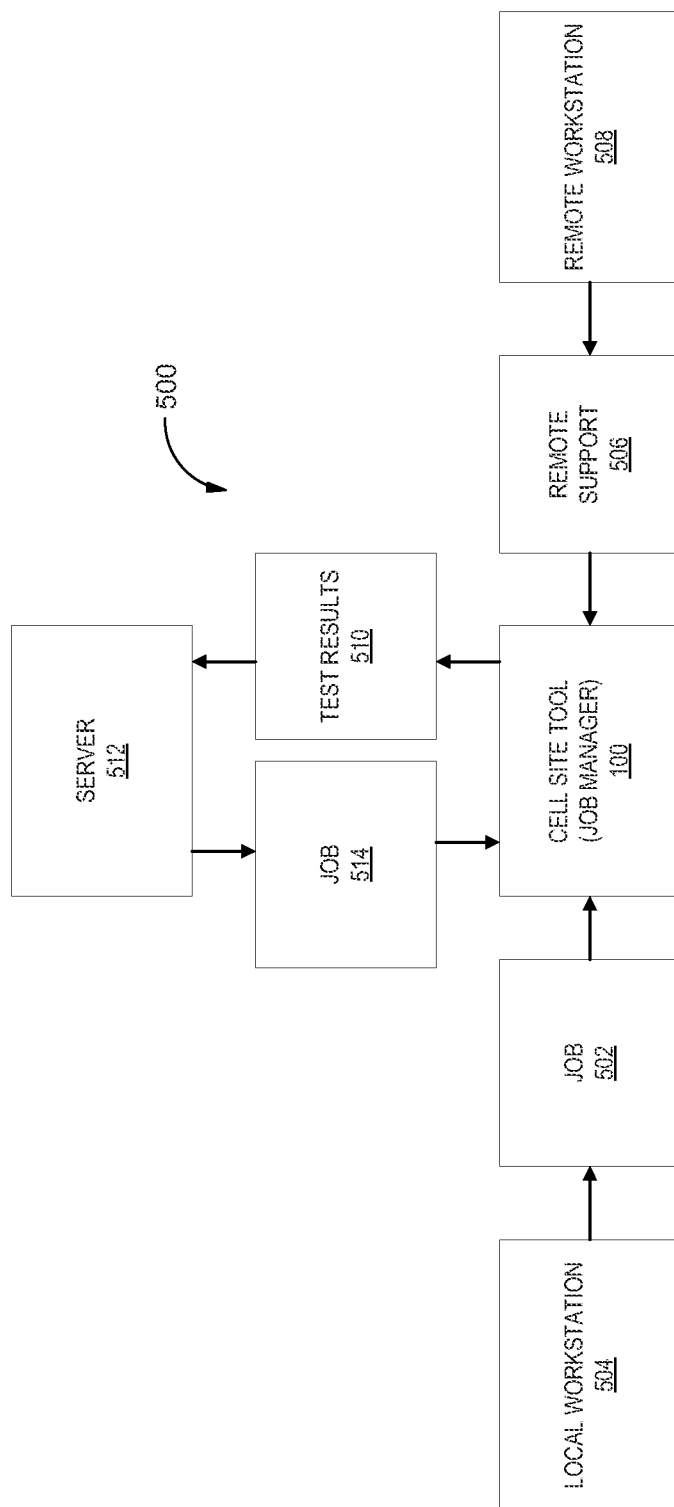 500
SERVER
512
JOB
514
TEST RESULTS
510
LOCAL WORKSTATION
504
JOB
502
CELL SITE TOOL
(JOB MANAGER)
100
REMOTE
SUPPORT
506
REMOTE WORKSTATION
508